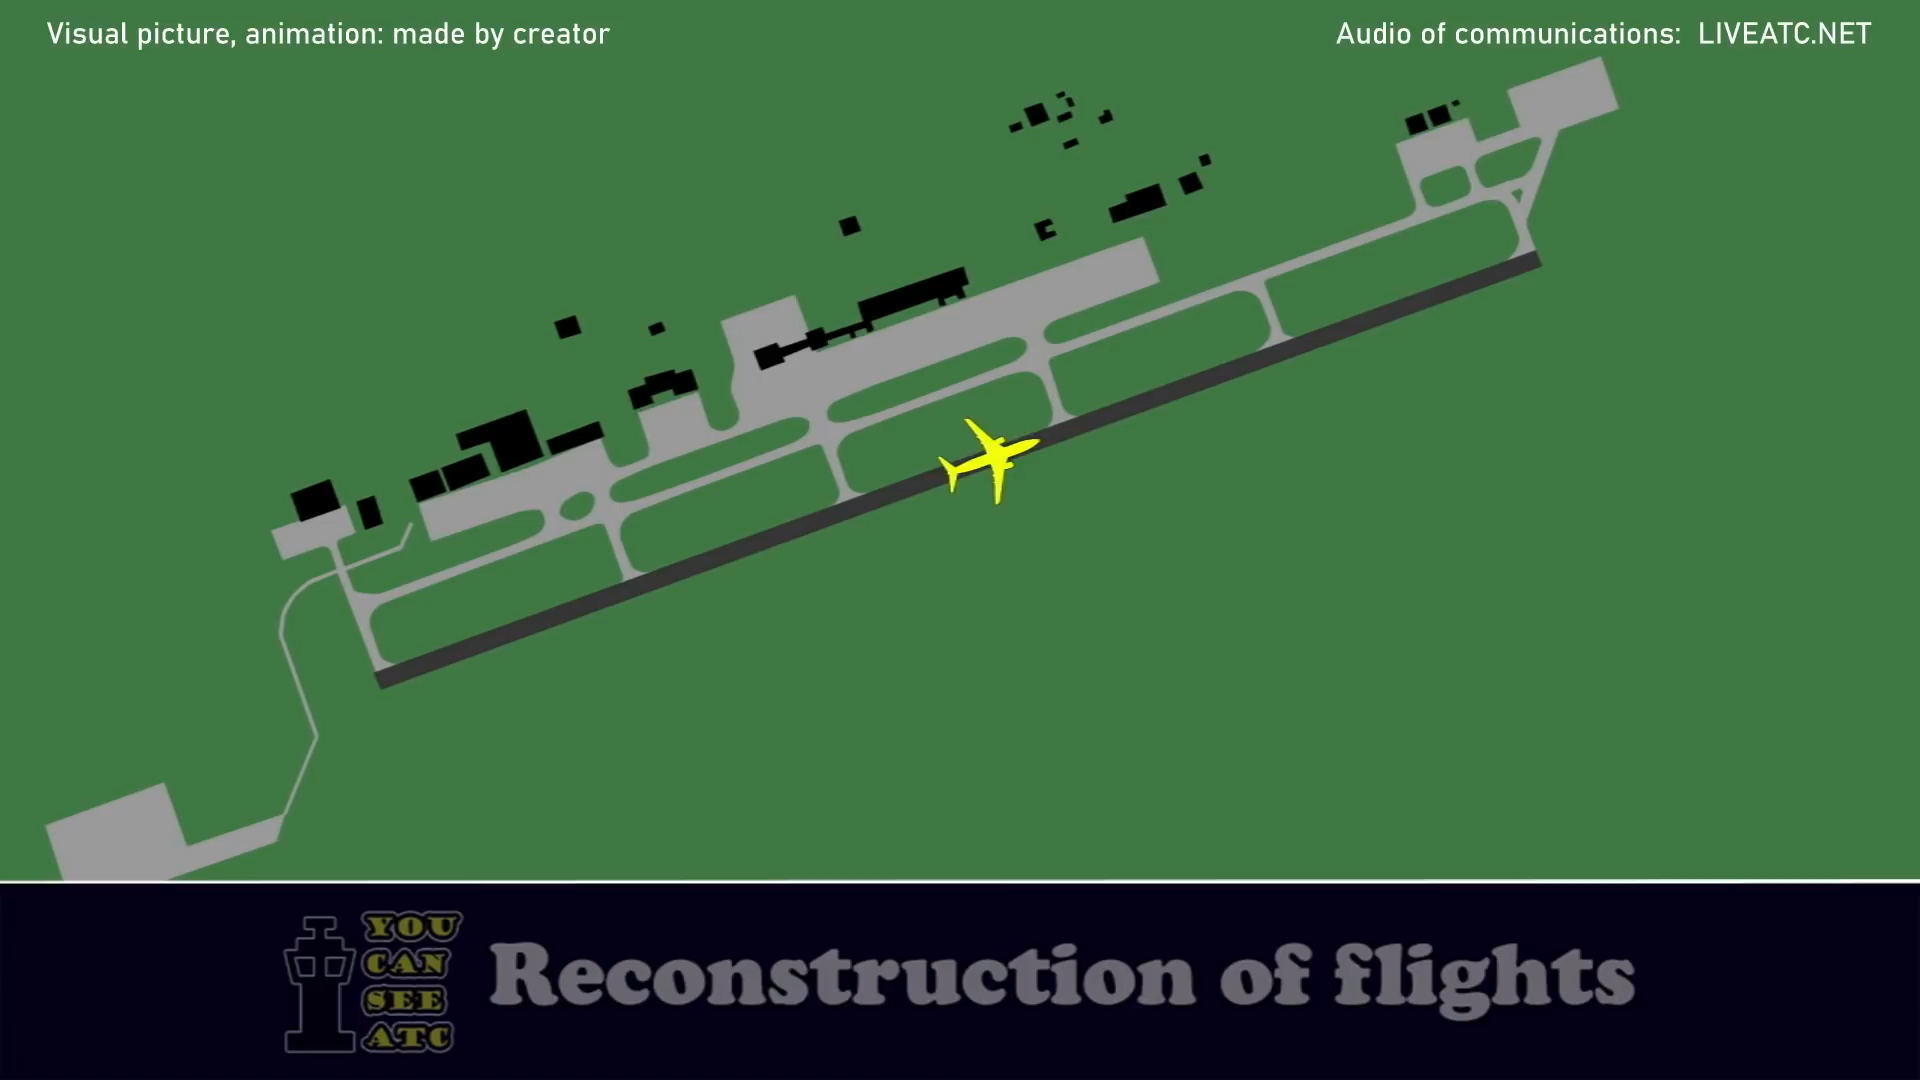 Visual picture, animation: made by creator
Audio of communications: LIVEATC.NET
YOU
CAN
SEE
ATC
Reconstruction of flights